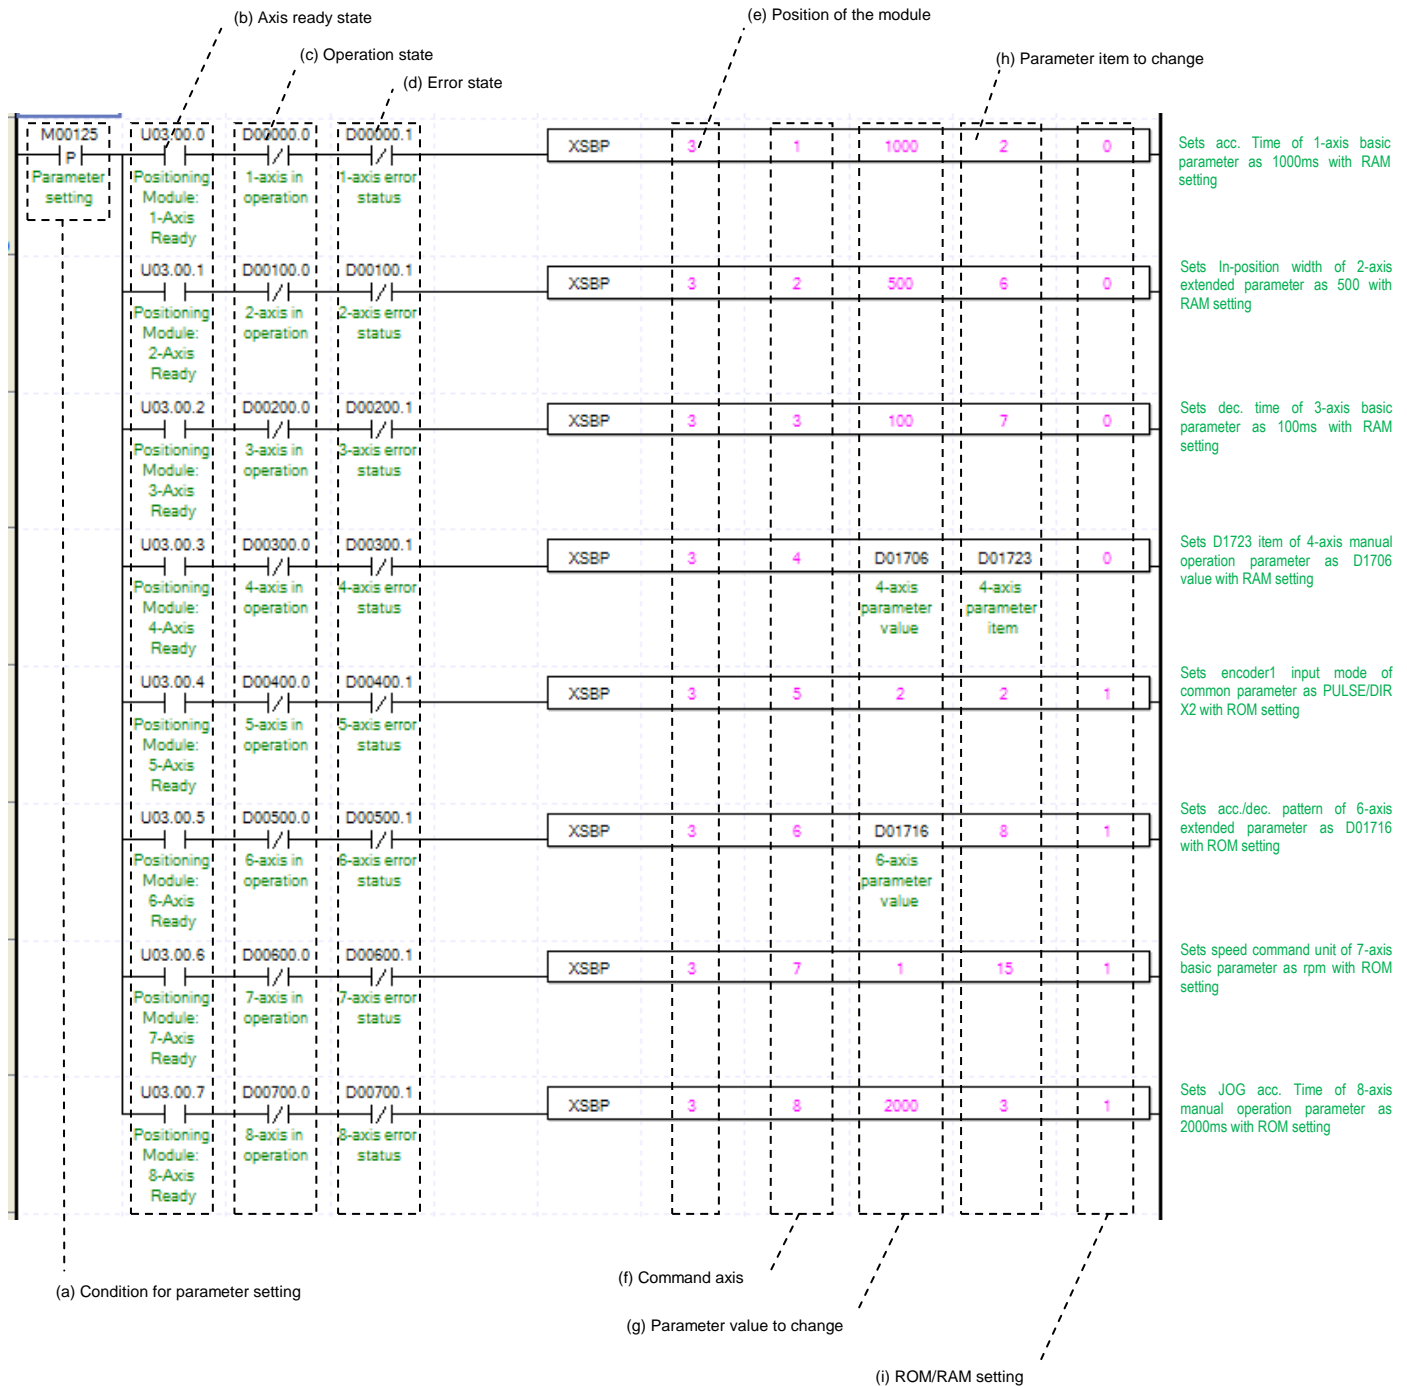 (b) Axis ready state
(e) Position of the module
(c) Operation state
(h) Parameter item to change
(d) Error state
M00125 U03.00.0 D00000.0 D00000.1
P
XSBP 3 1 1000 2 0
Parameter setting
Positioning Module: 1-Axis Ready
1-axis in operation
1-axis error status
Sets acc. Time of 1-axis basic
parameter as 1000ms with RAM
setting
U03.00.1 D00100.0 D00100.1
XSBP 3 2 500 6 0
Positioning Module: 2-Axis Ready
2-axis in operation
2-axis error status
Sets In-position width of 2-axis
extended parameter as 500 with
RAM setting
U03.00.2 D00200.0 D00200.1
XSBP 3 3 100 7 0
Positioning Module: 3-Axis Ready
3-axis in operation
3-axis error status
Sets dec. time of 3-axis basic
parameter as 100ms with RAM
setting
U03.00.3 D00300.0 D00300.1
XSBP 3 4 D01706 D01723 0
Positioning Module: 4-Axis Ready
4-axis in operation
4-axis error status
4-axis parameter value
4-axis parameter item
Sets D1723 item of 4-axis manual
operation parameter as D1706
value with RAM setting
U03.00.4 D00400.0 D00400.1
XSBP 3 5 2 2 1
Positioning Module: 5-Axis Ready
5-axis in operation
5-axis error status
Sets encoder1 input mode of
common parameter as PULSE/DIR
X2 with ROM setting
U03.00.5 D00500.0 D00500.1
XSBP 3 6 D01716 8 1
Positioning Module: 6-Axis Ready
6-axis in operation
6-axis error status
6-axis parameter value
Sets acc./dec. pattern of 6-axis
extended parameter as D01716
with ROM setting
U03.00.6 D00600.0 D00600.1
XSBP 3 7 1 15 1
Positioning Module: 7-Axis Ready
7-axis in operation
7-axis error status
Sets speed command unit of 7-axis
basic parameter as rpm with ROM
setting
U03.00.7 D00700.0 D00700.1
XSBP 3 8 2000 3 1
Positioning Module: 8-Axis Ready
8-axis in operation
8-axis error status
Sets JOG acc. Time of 8-axis
manual operation parameter as
2000ms with ROM setting
(f) Command axis
(a) Condition for parameter setting
(g) Parameter value to change
(i) ROM/RAM setting